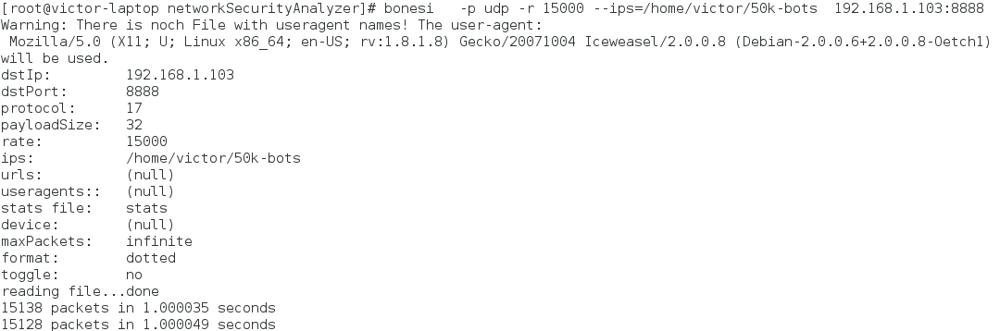 [root@victor-laptop networkSecurityAnalyzer]# bonesi   -p udp -r 15000 --ips=/home/victor/50k-bots  192.168.1.103:8888
Warning: There is noch File with useragent names! The user-agent:
 Mozilla/5.0 (X11; U; Linux x86_64; en-US; rv:1.8.1.8) Gecko/20071004 Iceweasel/2.0.0.8 (Debian-2.0.0.6+2.0.0.8-Oetch1)
will be used.
dstIp:         192.168.1.103
dstPort:       8888
protocol:      17
payloadSize:   32
rate:          15000
ips:           /home/victor/50k-bots
urls:          (null)
useragents::   (null)
stats file:    stats
device:        (null)
maxPackets:    infinite
format:        dotted
toggle:        no
reading file...done
15138 packets in 1.000035 seconds
15128 packets in 1.000049 seconds